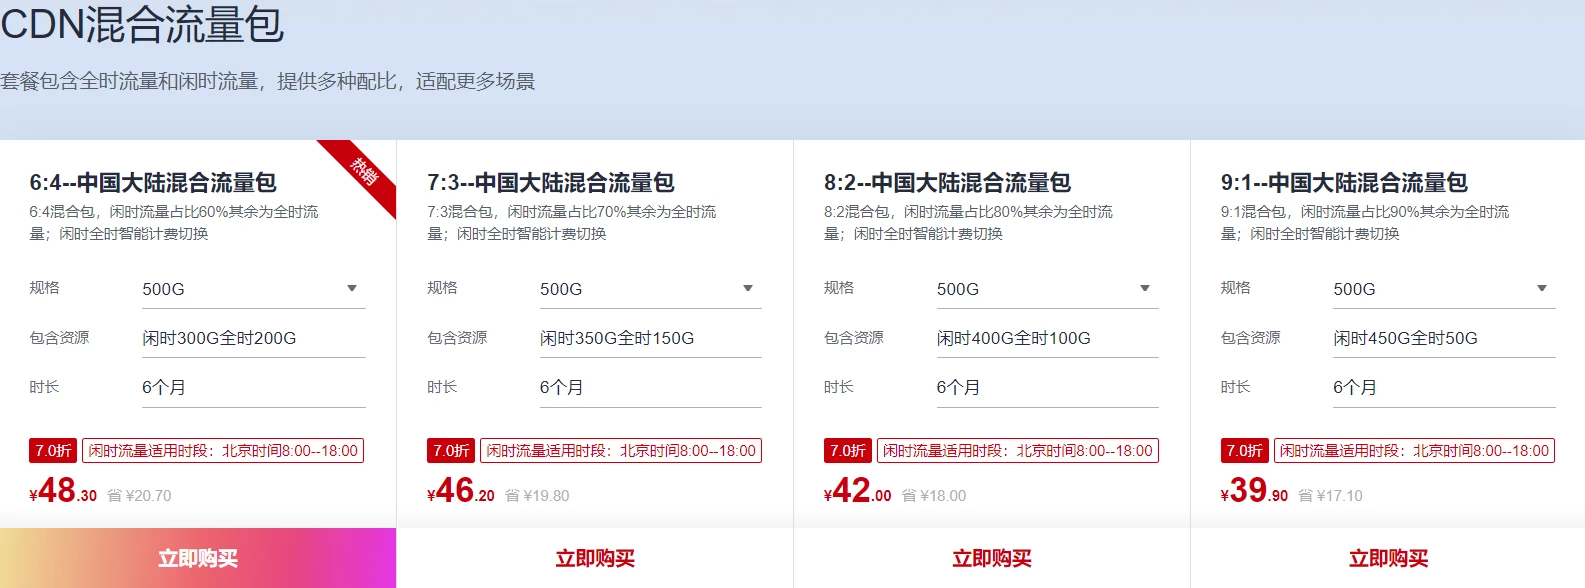 CDN混合流量包
套餐包含全时流量和闲时流量，提供多种配比，适配更多场景
热销
6:4--中国大陆混合流量包
6:4混合包，闲时流量占比60%其余为全时流
量；闲时全时智能计费切换
规格
500G
包含资源
闲时300G全时200G
时长
6个月
7.0折 闲时流量适用时段：北京时间8:00--18:00
¥48.30 省 ¥20.70
立即购买
7:3--中国大陆混合流量包
7:3混合包，闲时流量占比70%其余为全时流
量；闲时全时智能计费切换
规格
500G
包含资源
闲时350G全时150G
时长
6个月
7.0折 闲时流量适用时段：北京时间8:00--18:00
¥46.20 省 ¥19.80
立即购买
8:2--中国大陆混合流量包
8:2混合包，闲时流量占比80%其余为全时流
量；闲时全时智能计费切换
规格
500G
包含资源
闲时400G全时100G
时长
6个月
7.0折 闲时流量适用时段：北京时间8:00--18:00
¥42.00 省 ¥18.00
立即购买
9:1--中国大陆混合流量包
9:1混合包，闲时流量占比90%其余为全时流
量；闲时全时智能计费切换
规格
500G
包含资源
闲时450G全时50G
时长
6个月
7.0折 闲时流量适用时段：北京时间8:00--18:00
¥39.90 省 ¥17.10
立即购买